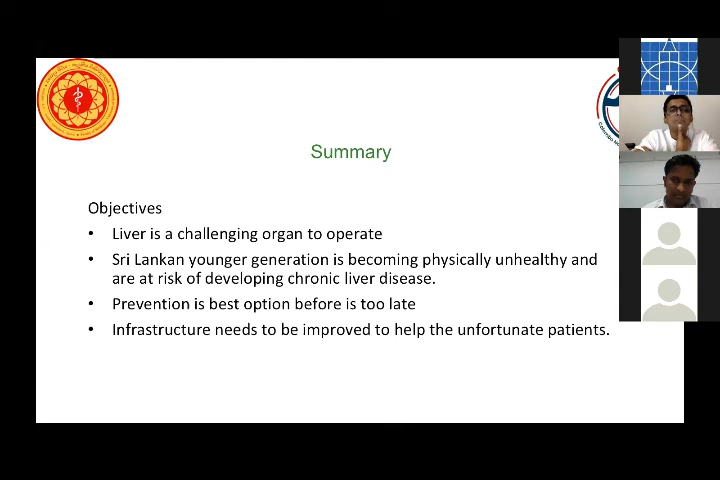 Summary
Objectives
• Liver is a challenging organ to operate
• Sri Lankan younger generation is becoming physically unhealthy and
are at risk of developing chronic liver disease.
• Prevention is best option before is too late
• Infrastructure needs to be improved to help the unfortunate patients.